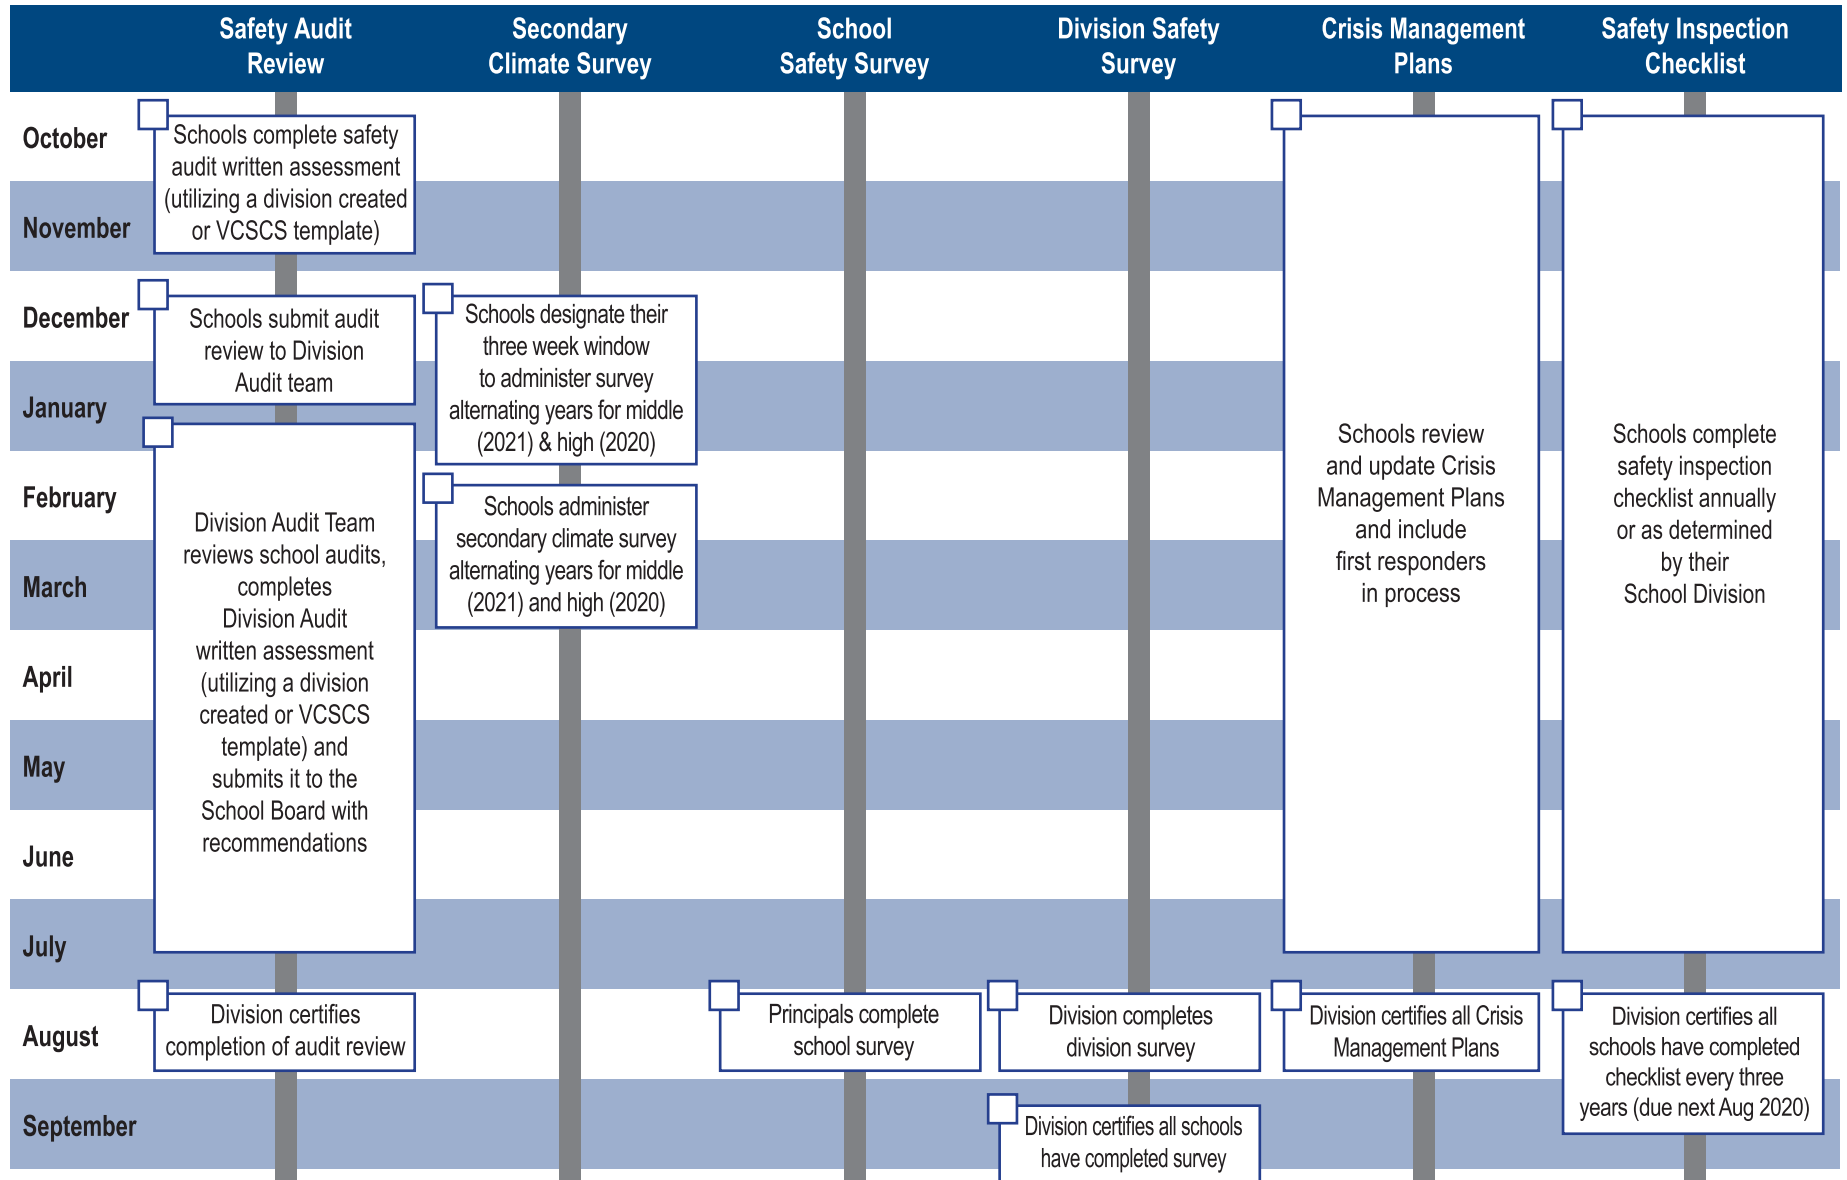 Safety Audit
Review
Secondary
Climate Survey
School
Safety Survey
Division Safety
Survey
Crisis Management
Plans
Safety Inspection
Checklist
October
November
December
January
February
March
April
May
June
July
August
September
Schools complete safety
audit written assessment
(utilizing a division created
or VCSCS template)
Schools submit audit
review to Division
Audit team
Division Audit Team
reviews school audits,
completes
Division Audit
written assessment
(utilizing a division
created or VCSCS
template) and
submits it to the
School Board with
recommendations
Division certifies
completion of audit review
Schools designate their
three week window
to administer survey
alternating years for middle
(2021) & high (2020)
Schools administer
secondary climate survey
alternating years for middle
(2021) and high (2020)
Principals complete
school survey
Division completes
division survey
Division certifies all schools
have completed survey
Schools review
and update Crisis
Management Plans
and include
first responders
in process
Division certifies all Crisis
Management Plans
Schools complete
safety inspection
checklist annually
or as determined
by their
School Division
Division certifies all
schools have completed
checklist every three
years (due next Aug 2020)